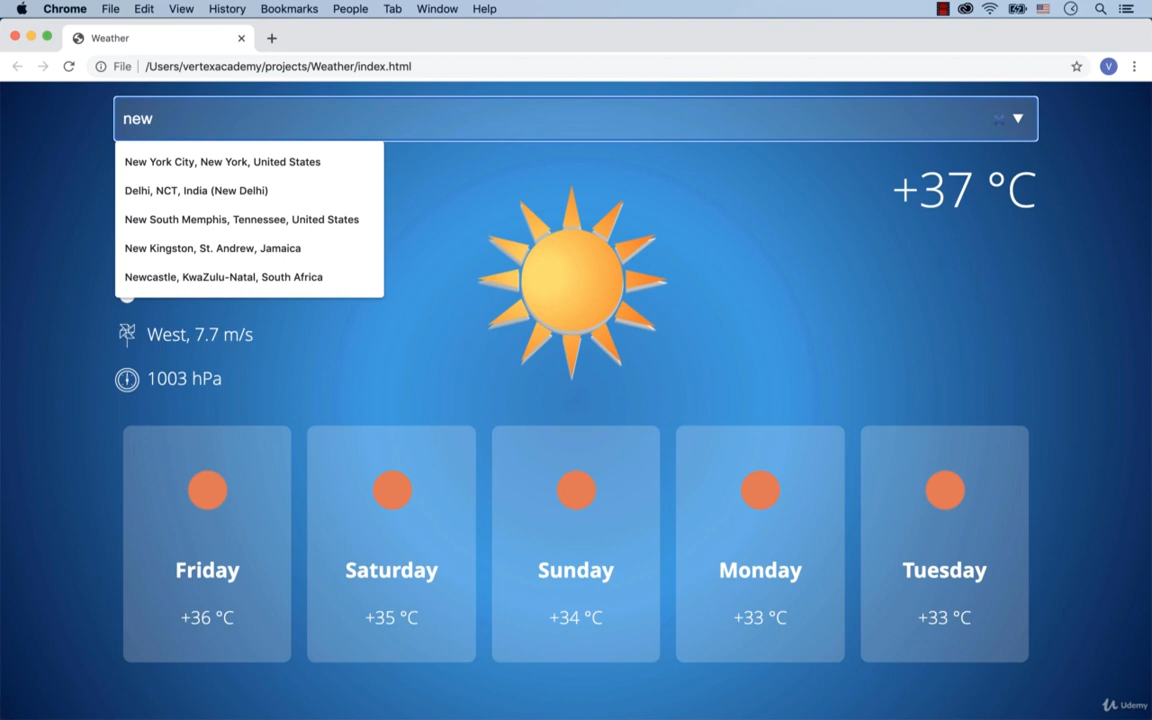 Chrome File Edit View History Bookmarks People Tab Window Help
Weather
File /Users/vertexacademy/projects/Weather/index.html
V
new
New York City, New York, United States
Delhi, NCT, India (New Delhi)
New South Memphis, Tennessee, United States
New Kingston, St. Andrew, Jamaica
Newcastle, KwaZulu-Natal, South Africa
+37 °C
West, 7.7 m/s
1003 hPa
Friday Saturday Sunday Monday Tuesday
+36 °C +35 °C +34 °C +33 °C +33 °C
Udemy